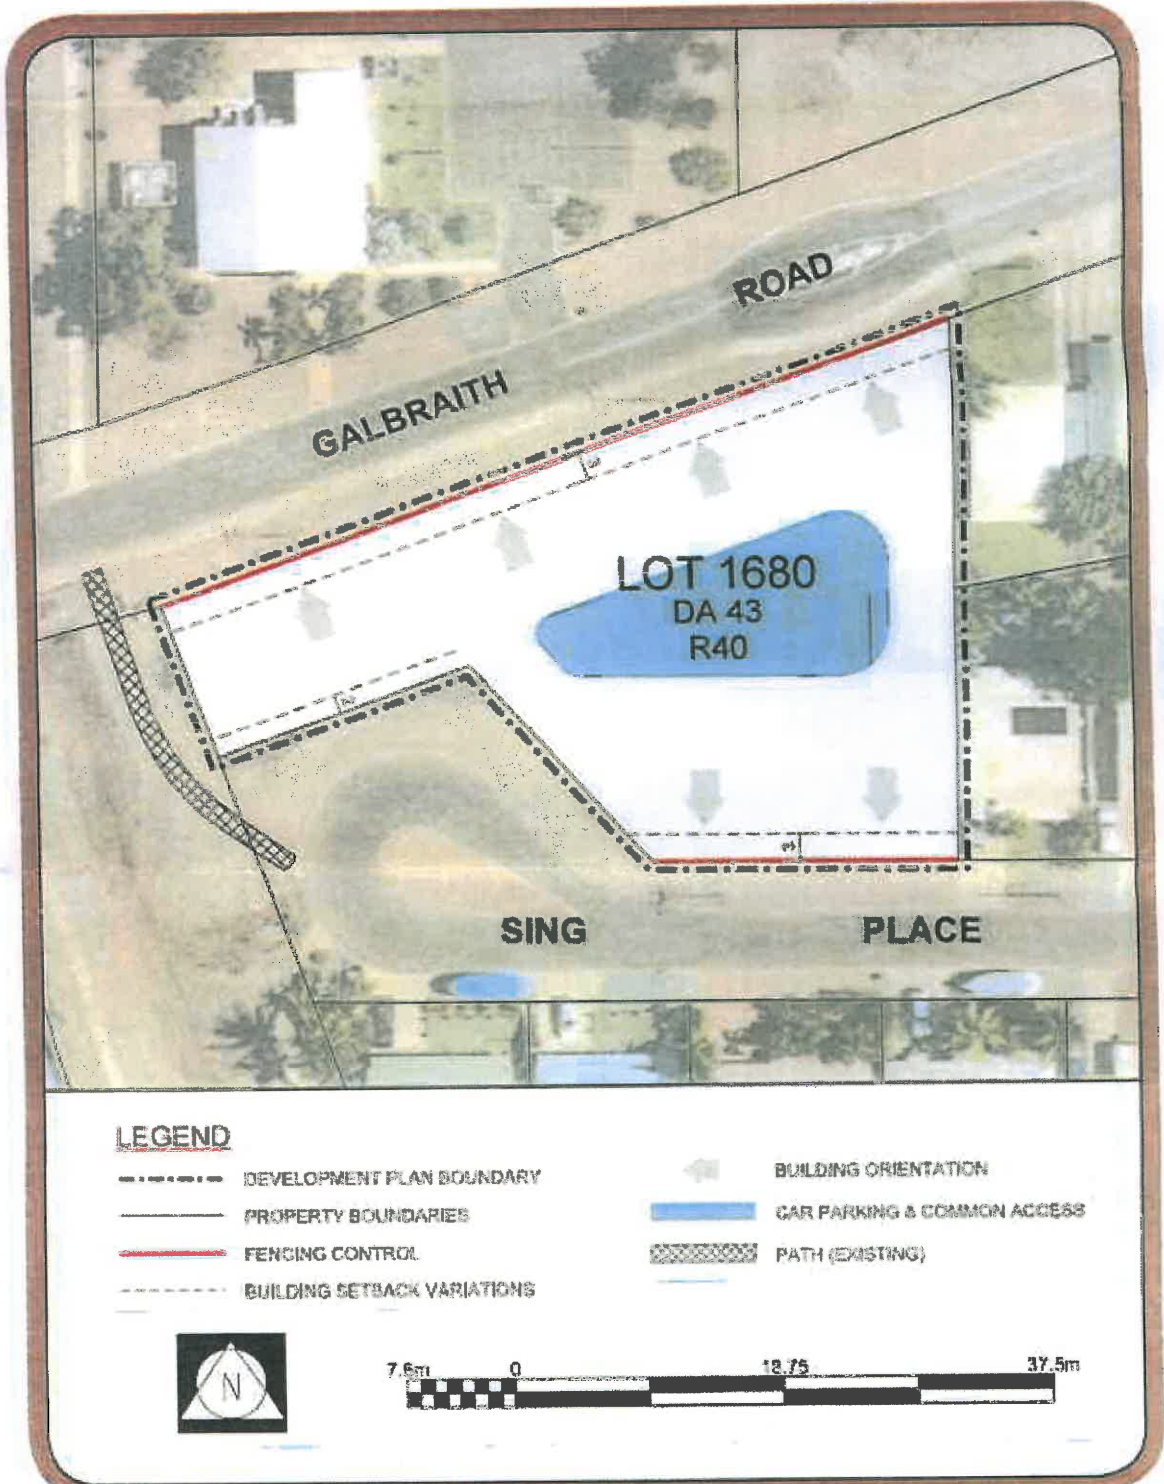 GALBRAITH ROAD
LOT 1680
DA 43
R40
SING PLACE
LEGEND
DEVELOPMENT PLAN BOUNDARY
PROPERTY BOUNDARIES
FENCING CONTROL
BUILDING SETBACK VARIATIONS
BUILDING ORIENTATION
CAR PARKING & COMMON ACCESS
PATH (EXISTING)
N
7.5m 0 18.75 37.5m